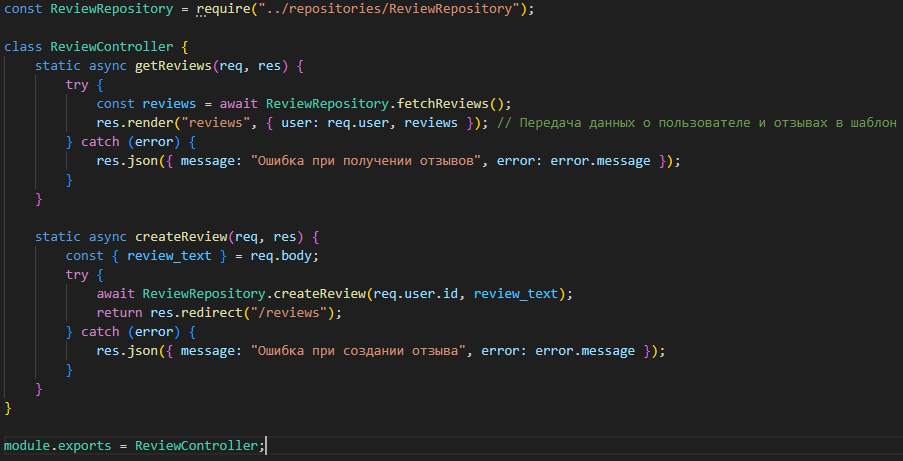 const ReviewRepository = require("../repositories/ReviewRepository");
class ReviewController {
static async getReviews(req, res) {
try {
const reviews = await ReviewRepository.fetchReviews();
res.render("reviews", { user: req.user, reviews }); // Передача данных о пользователе и отзывах в шаблон
} catch (error) {
res.json({ message: "Ошибка при получении отзывов", error: error.message });
}
}
static async createReview(req, res) {
const { review_text } = req.body;
try {
await ReviewRepository.createReview(req.user.id, review_text);
return res.redirect("/reviews");
} catch (error) {
res.json({ message: "Ошибка при создании отзыва", error: error.message });
}
}
}
module.exports = ReviewController;